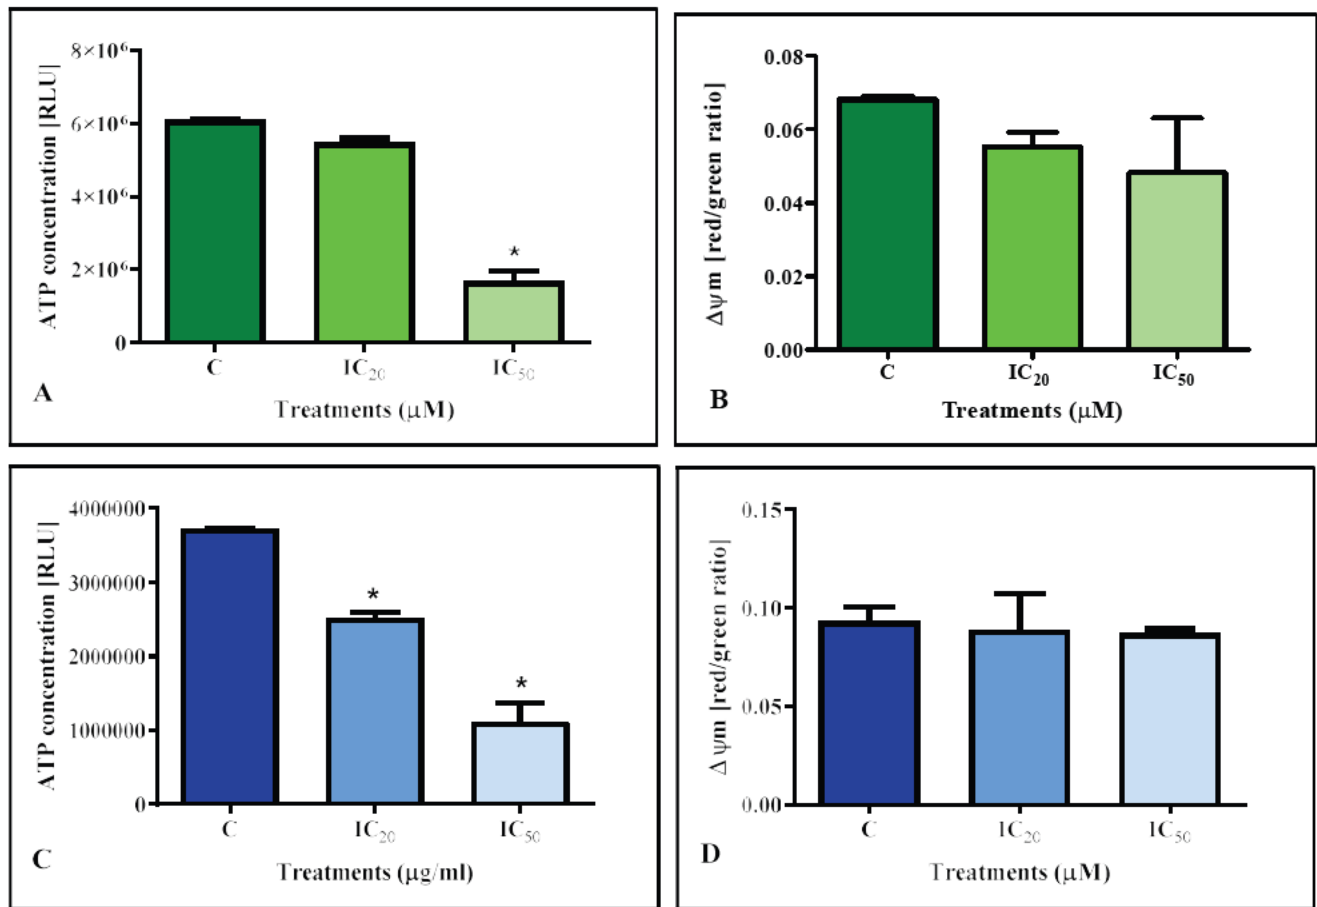 ATP concentration [RLU]
8×10⁶
6×10⁶
4×10⁶
2×10⁶
0
*
C IC₂₀ IC₅₀
A
Treatments (μM)
Δψm [red/green ratio]
0.08
0.06
0.04
0.02
0.00
C IC₂₀ IC₅₀
B
Treatments (μM)
ATP concentration [RLU]
4000000
3000000
2000000
1000000
0
*
*
C IC₂₀ IC₅₀
C
Treatments (μg/ml)
Δψm [red/green ratio]
0.15
0.10
0.05
0.00
C IC₂₀ IC₅₀
D
Treatments (μM)